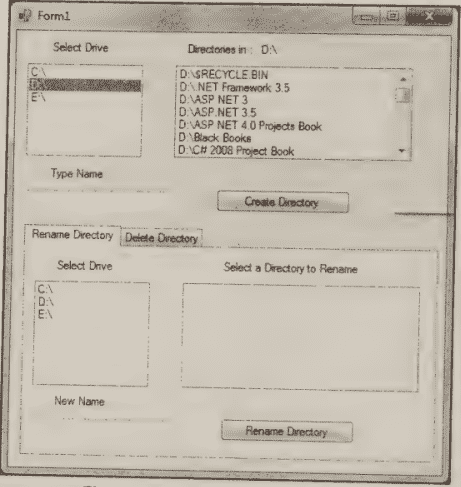 Form1
Select Drive
Directories in : D:\
C:\
D:\
E:\
D:\$RECYCLE.BIN
D:\.NET Framework 3.5
D:\ASP NET 3
D:\ASP.NET 3.5
D:\ASP.NET 4.0 Projects Book
D:\Black Books
D:\C# 2008 Project Book
Type Name
Create Directory
Rename Directory
Delete Directory
Select Drive
Select a Directory to Rename
C:\
D:\
E:\
New Name
Rename Directory